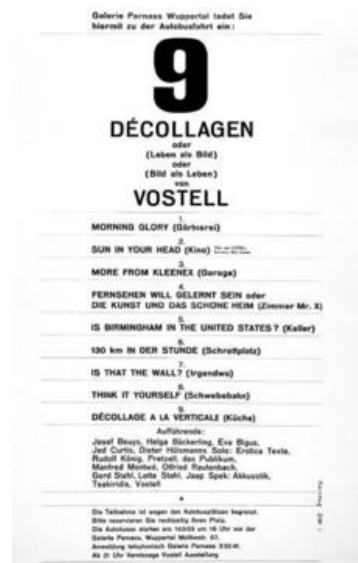 Galerie Parnass Wuppertal ladet Sie
hiermit zu der Autobusfahrt ein:
9
DÉCOLLAGEN
oder
(Leben als Bild)
oder
(Bild als Leben)
von
VOSTELL
1.
MORNING GLORY (Gärtnerei)
2.
SUN IN YOUR HEAD (Kino)
3.
MORE FROM KLEENEX (Garage)
4.
FERNSEHEN WILL GELERNT SEIN oder
DIE KUNST UND DAS SCHONE HEIM (Zimmer Mr. X)
5.
IS BIRMINGHAM IN THE UNITED STATES? (Keller)
6.
130 km IN DER STUNDE (Schrottplatz)
7.
IS THAT THE WALL? (Irgendwo)
8.
THINK IT YOURSELF (Schwebebahn)
9.
DÉCOLLAGE A LA VERTICALE (Küche)
Aufführende:
Josef Beuys, Helga Böckerling, Eva Bigus,
Jed Curtis, Dieter Hülsmanns Solo: Erotica Texte,
Rudolf König, Pretzell, das Publikum,
Manfred Montwé, Otfried Rautenbach,
Gerd Stahl, Lotte Stahl, Jaap Spek: Akkusstik,
Tsakiridis, Vostell
Die Teilnahme ist wegen den Autobusplätzen begrenzt.
Bitte reservieren Sie rechtzeitig Ihren Platz.
Die Autobusse starten am 14/9/63 um 18 Uhr vor der
Galerie Parnass, Wuppertal Moltkestr. 67.
Anmeldung telephonisch Galerie Parnass
Ab 21 Uhr Vernissage Vostell Ausstellung